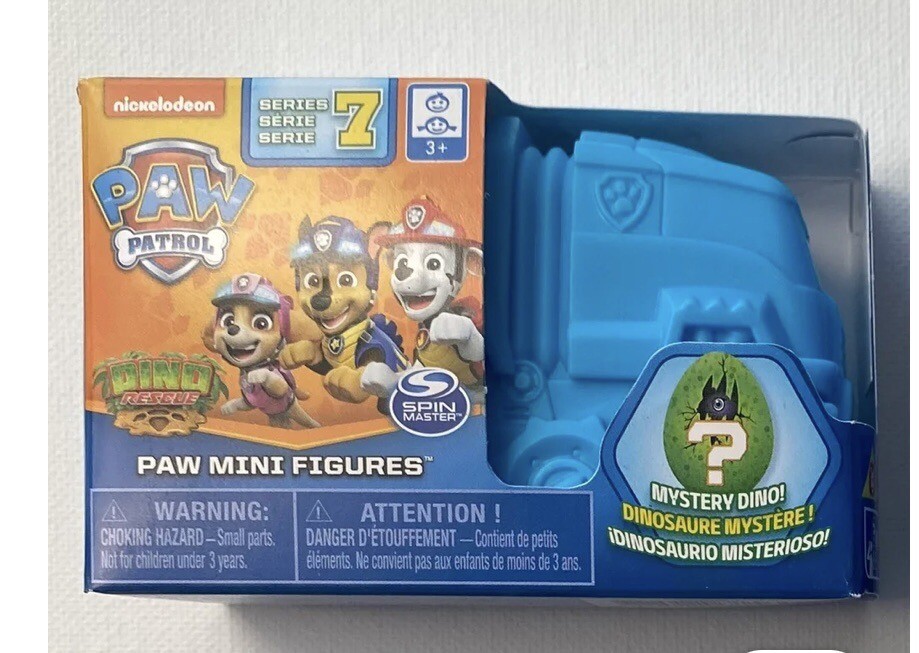 nickelodeon
SERIES
SÉRIE
SERIE
7
3+
PAW
PATROL
DINO
RESCUE
SPIN
MASTER™
PAW MINI FIGURES™
WARNING:
CHOKING HAZARD — Small parts.
Not for children under 3 years.
ATTENTION !
DANGER D'ÉTOUFFEMENT — Contient de petits
éléments. Ne convient pas aux enfants de moins de 3 ans.
?
MYSTERY DINO!
DINOSAURE MYSTÈRE !
¡DINOSAURIO MISTERIOSO!